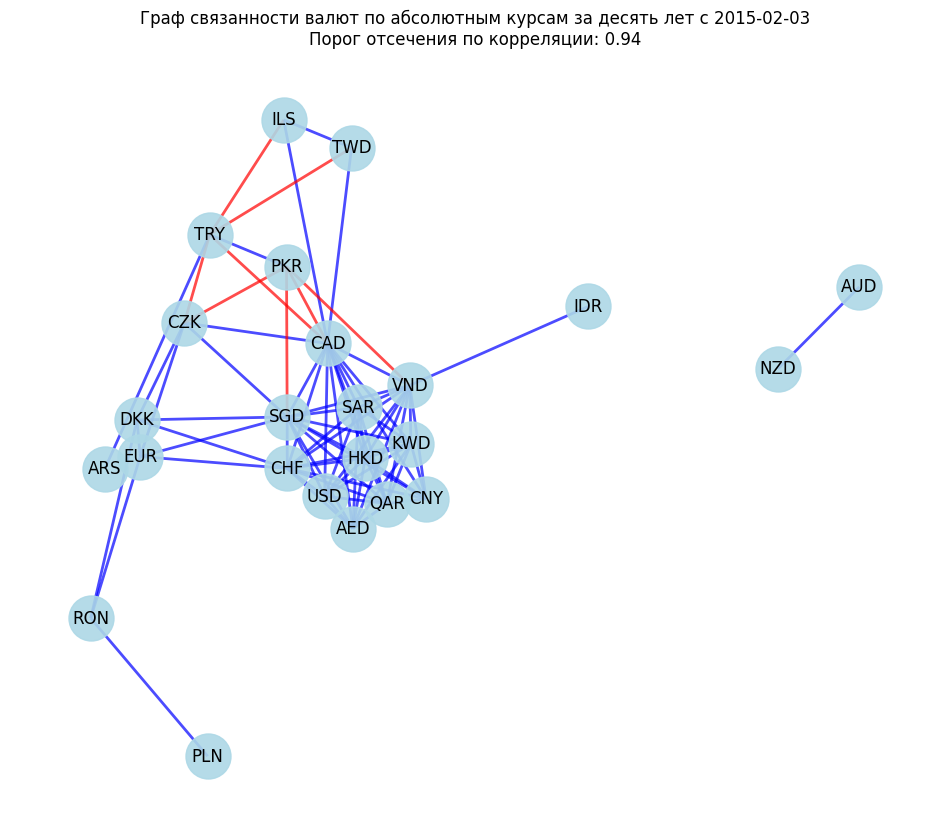 Граф связанности валют по абсолютным курсам за десять лет с 2015-02-03
Порог отсечения по корреляции: 0.94
ILS
TWD
TRY
PKR
AUD
IDR
CZK
CAD
NZD
VND
SAR
SGD
DKK
KWD
EUR
HKD
ARS
CHF
USD
CNY
QAR
AED
RON
PLN